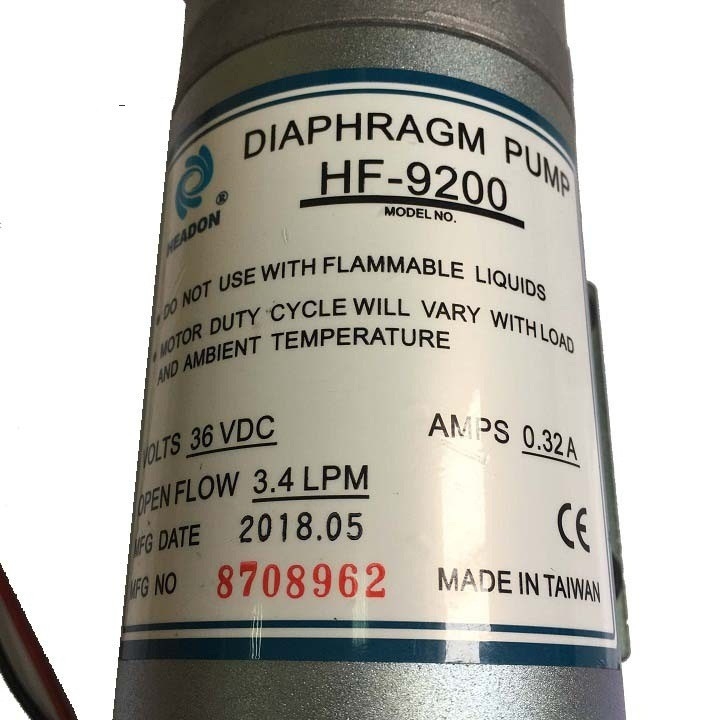 DIAPHRAGM PUMP
HF-9200
MODEL NO.
HEADON ®
• DO NOT USE WITH FLAMMABLE LIQUIDS
• MOTOR DUTY CYCLE WILL VARY WITH LOAD
AND AMBIENT TEMPERATURE
VOLTS 36 VDC AMPS 0.32A
OPEN FLOW 3.4 LPM
MFG DATE 2018.05 CE
MFG NO 8708962 MADE IN TAIWAN